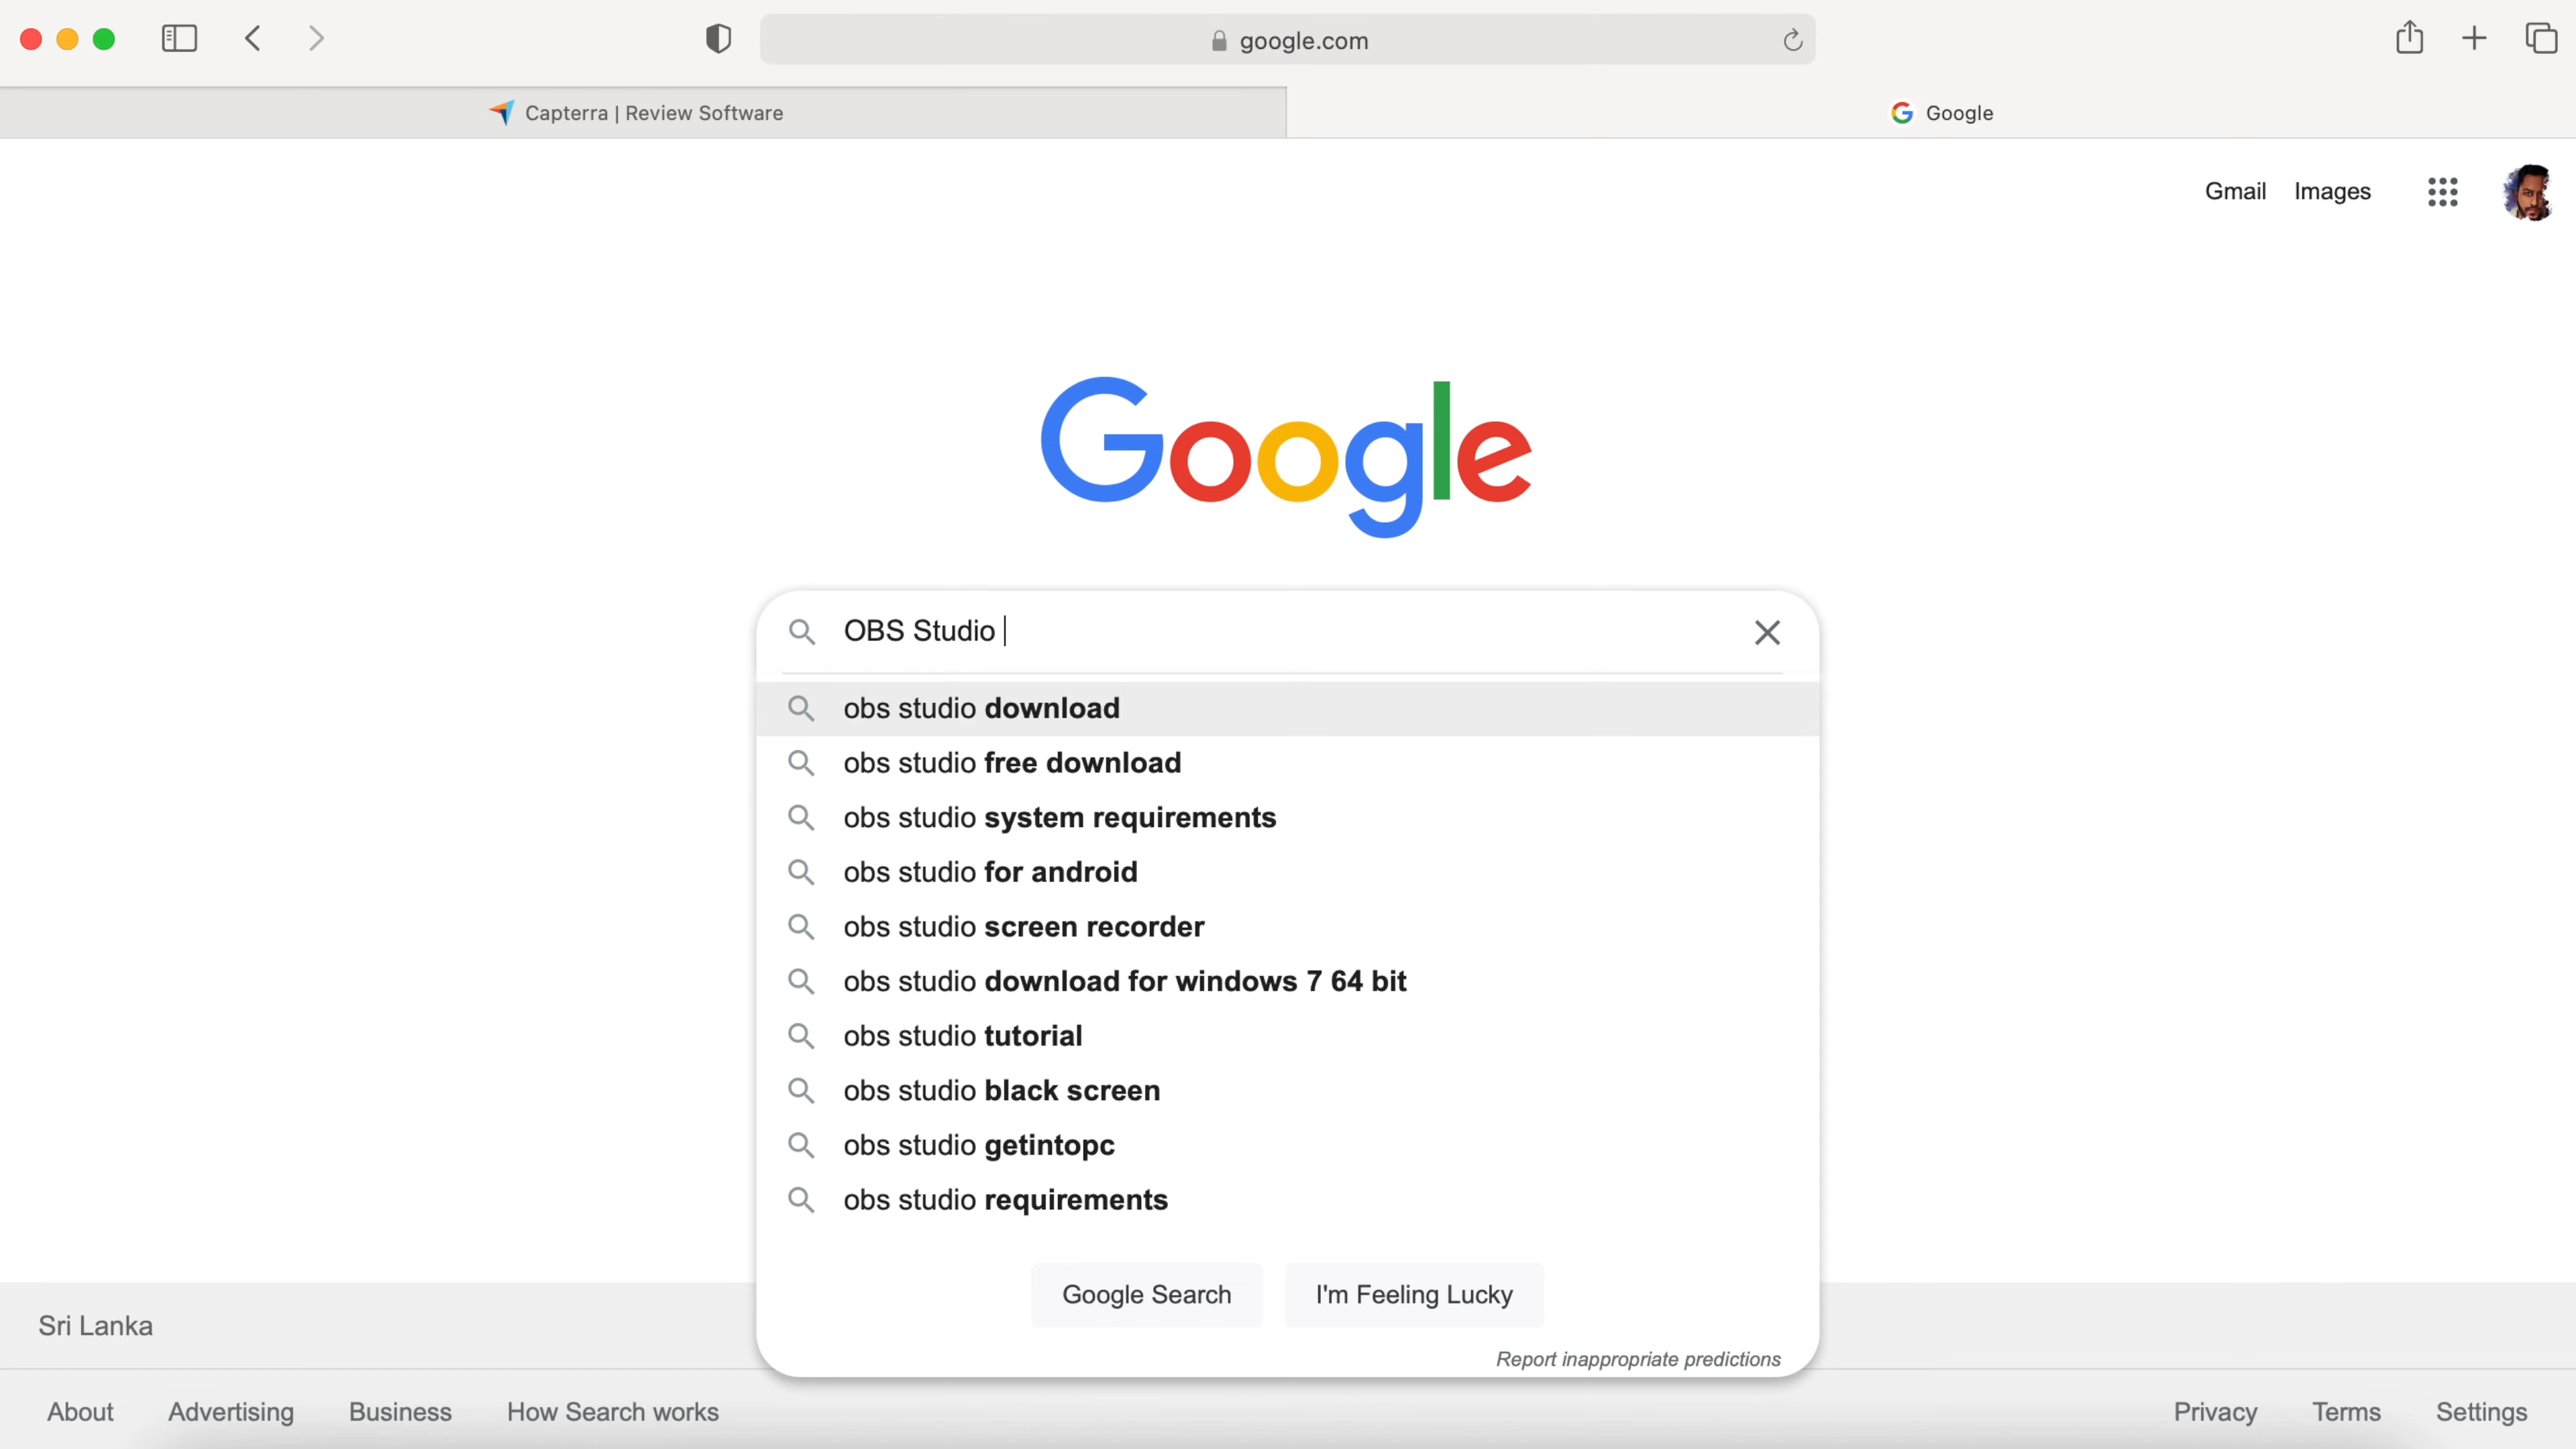 google.com
Capterra | Review Software
Google
Gmail Images
Google
OBS Studio
obs studio download
obs studio free download
obs studio system requirements
obs studio for android
obs studio screen recorder
obs studio download for windows 7 64 bit
obs studio tutorial
obs studio black screen
obs studio getintopc
obs studio requirements
Google Search I'm Feeling Lucky
Report inappropriate predictions
Sri Lanka
About Advertising Business How Search works Privacy Terms Settings